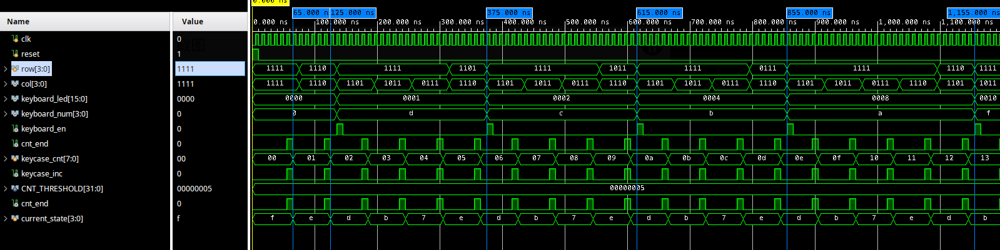 0.000 ns
65.000 ns 125.000 ns 375.000 ns 615.000 ns 855.000 ns 1,155.000 ns
Name Value 0.000 ns 100.000 ns 200.000 ns 300.000 ns 400.000 ns 500.000 ns 600.000 ns 700.000 ns 800.000 ns 900.000 ns 1,000.000 ns 1,100.000 ns
clk 0
reset 1
row[3:0] 1111 1111 1110 1111 1101 1111 1011 1111 0111 1111 1110 1111
col[3:0] 1111 1111 1110 1101 1011 0111 1110 1101 1011 0111 1110 1101 1011 0111 1110 1101 1011 0111 1110 1101 1011
keyboard_led[15:0] 0000 0000 0001 0002 0004 0008 0010
keyboard_num[3:0] 0 0 d c b a f
keyboard_en 0
cnt_end 0
keycase_cnt[7:0] 00 00 01 02 03 04 05 06 07 08 09 0a 0b 0c 0d 0e 0f 10 11 12 13
keycase_inc 0
CNT_THRESHOLD[31:0] 00000005 00000005
cnt_end 0
current_state[3:0] f f e d b 7 e d b 7 e d b 7 e d b 7 e d b